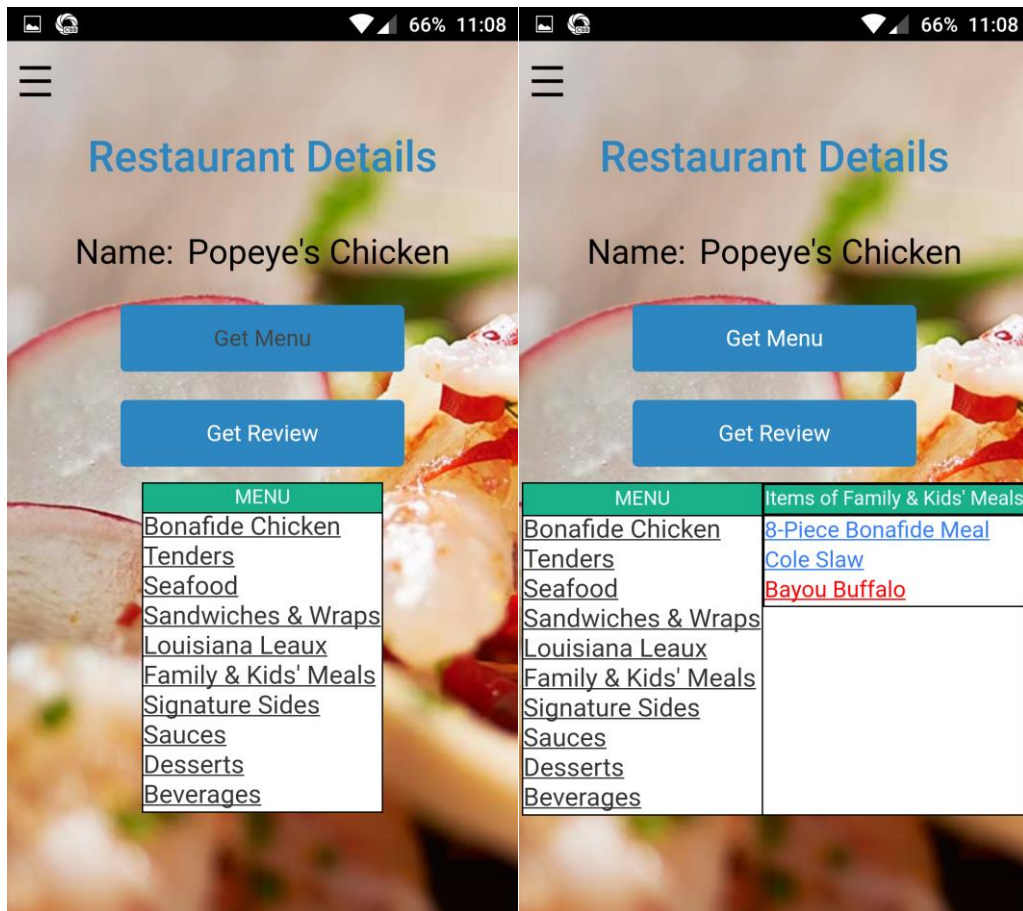 66% 11:08
Restaurant Details
Name: Popeye's Chicken
Get Menu
Get Review
MENU
Bonafide Chicken
Tenders
Seafood
Sandwiches & Wraps
Louisiana Leaux
Family & Kids' Meals
Signature Sides
Sauces
Desserts
Beverages
66% 11:08
Restaurant Details
Name: Popeye's Chicken
Get Menu
Get Review
MENU
Bonafide Chicken
Tenders
Seafood
Sandwiches & Wraps
Louisiana Leaux
Family & Kids' Meals
Signature Sides
Sauces
Desserts
Beverages
Items of Family & Kids' Meals
8-Piece Bonafide Meal
Cole Slaw
Bayou Buffalo